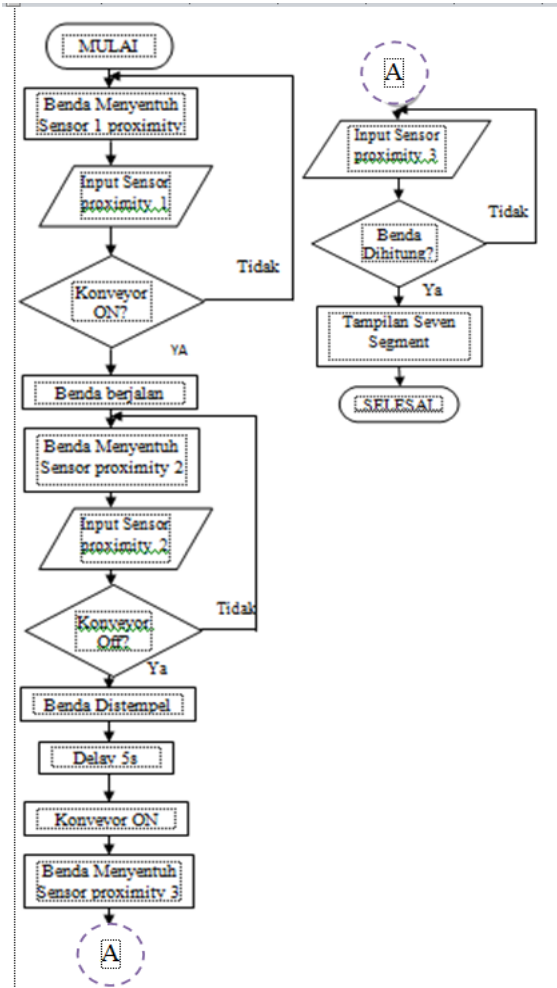 MULAI
Benda Menyentuh
Sensor 1 proximity
Input Sensor
proximity 1
Konveyor
ON?
Tidak
YA
Benda berjalan
Benda Menyentuh
Sensor proximity 2
Input Sensor
proximity 2
Konveyor
Off?
Tidak
Ya
Benda Distempel
Delay 5s
Konveyor ON
Benda Menyentuh
Sensor proximity 3
A
A
Input Sensor
proximity 3
Benda
Dihitung?
Tidak
Ya
Tampilan Seven
Segment
SELESAI